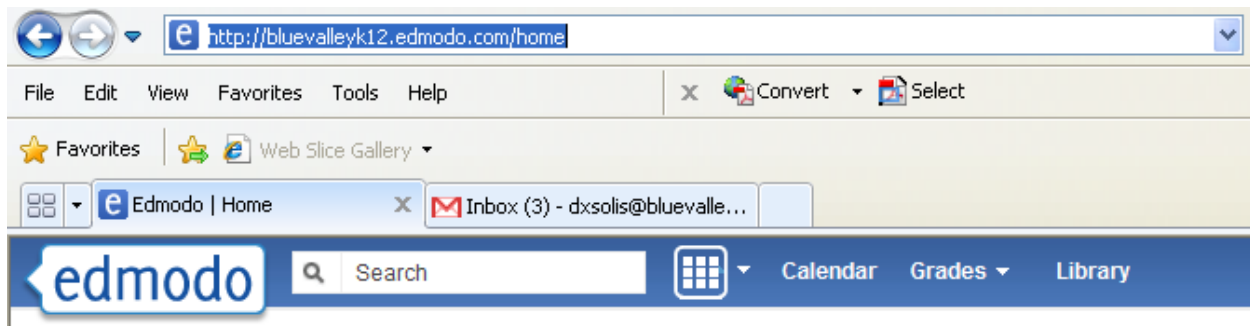 http://bluevalleyk12.edmodo.com/home
File Edit View Favorites Tools Help x Convert Select
Favorites Web Slice Gallery
e Edmodo | Home x Inbox (3) - dxsolis@bluevalle...
edmodo Search Calendar Grades Library